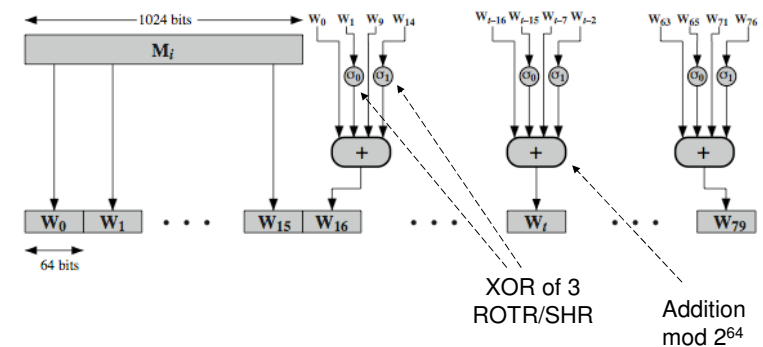 1024 bits
W0 W1 W9 W14
Wt–16 Wt–15 Wt–7 Wt–2
W63 W65 W71 W76
Mi
σ0 σ1
σ0 σ1
σ0 σ1
+ + +
W0 W1 • • • W15 W16 • • • Wt • • • W79
64 bits
XOR of 3
ROTR/SHR
Addition
mod 2^64